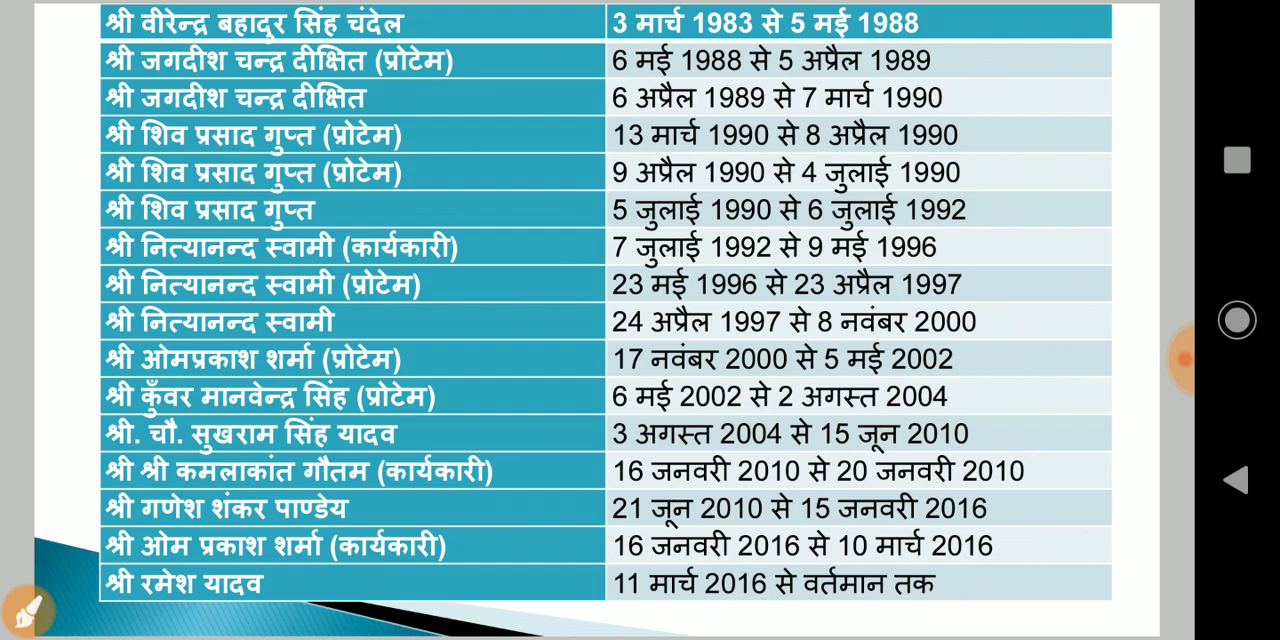 श्री वीरेन्द्र बहादुर सिंह चंदेल 3 मार्च 1983 से 5 मई 1988
श्री जगदीश चन्द्र दीक्षित (प्रोटेम) 6 मई 1988 से 5 अप्रैल 1989
श्री जगदीश चन्द्र दीक्षित 6 अप्रैल 1989 से 7 मार्च 1990
श्री शिव प्रसाद गुप्त (प्रोटेम) 13 मार्च 1990 से 8 अप्रैल 1990
श्री शिव प्रसाद गुप्त (प्रोटेम) 9 अप्रैल 1990 से 4 जुलाई 1990
श्री शिव प्रसाद गुप्त 5 जुलाई 1990 से 6 जुलाई 1992
श्री नित्यानन्द स्वामी (कार्यकारी) 7 जुलाई 1992 से 9 मई 1996
श्री नित्यानन्द स्वामी (प्रोटेम) 23 मई 1996 से 23 अप्रैल 1997
श्री नित्यानन्द स्वामी 24 अप्रैल 1997 से 8 नवंबर 2000
श्री ओमप्रकाश शर्मा (प्रोटेम) 17 नवंबर 2000 से 5 मई 2002
श्री कुँवर मानवेन्द्र सिंह (प्रोटेम) 6 मई 2002 से 2 अगस्त 2004
श्री. चौ. सुखराम सिंह यादव 3 अगस्त 2004 से 15 जून 2010
श्री श्री कमलाकांत गौतम (कार्यकारी) 16 जनवरी 2010 से 20 जनवरी 2010
श्री गणेश शंकर पाण्डेय 21 जून 2010 से 15 जनवरी 2016
श्री ओम प्रकाश शर्मा (कार्यकारी) 16 जनवरी 2016 से 10 मार्च 2016
श्री रमेश यादव 11 मार्च 2016 से वर्तमान तक